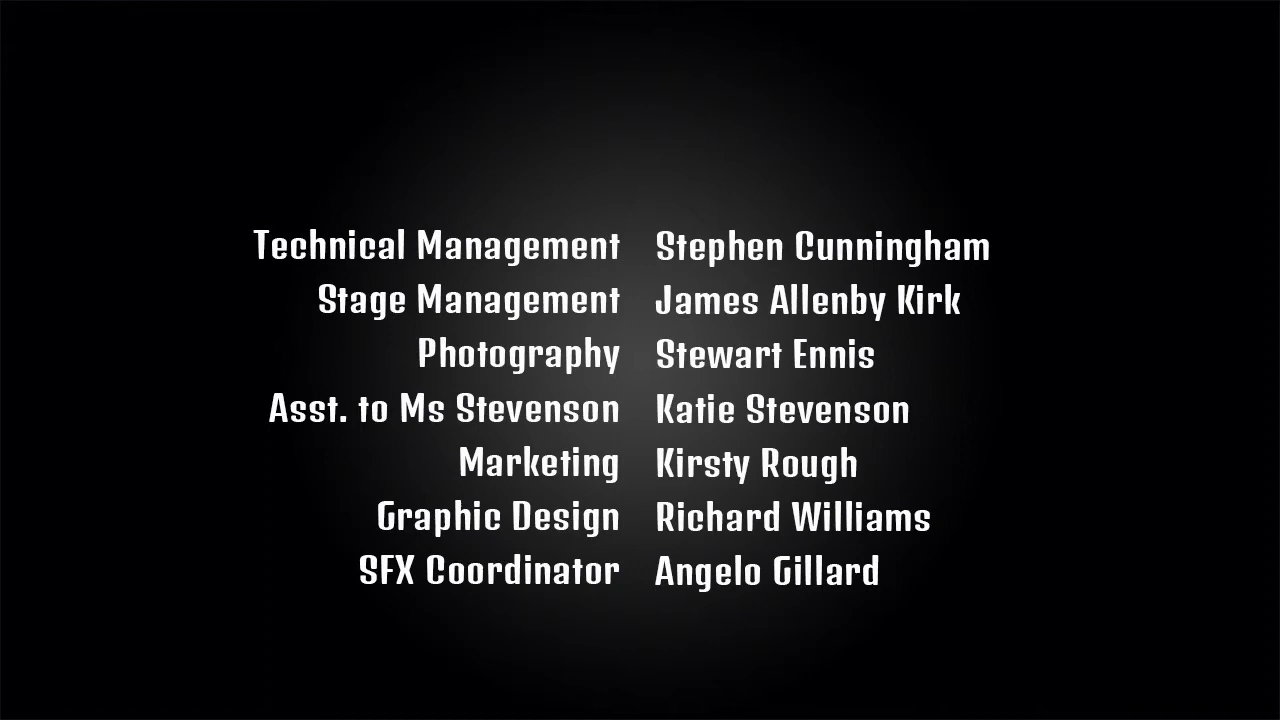 Technical Management Stephen Cunningham
Stage Management James Allenby Kirk
Photography Stewart Ennis
Asst. to Ms Stevenson Katie Stevenson
Marketing Kirsty Rough
Graphic Design Richard Williams
SFX Coordinator Angelo Gillard